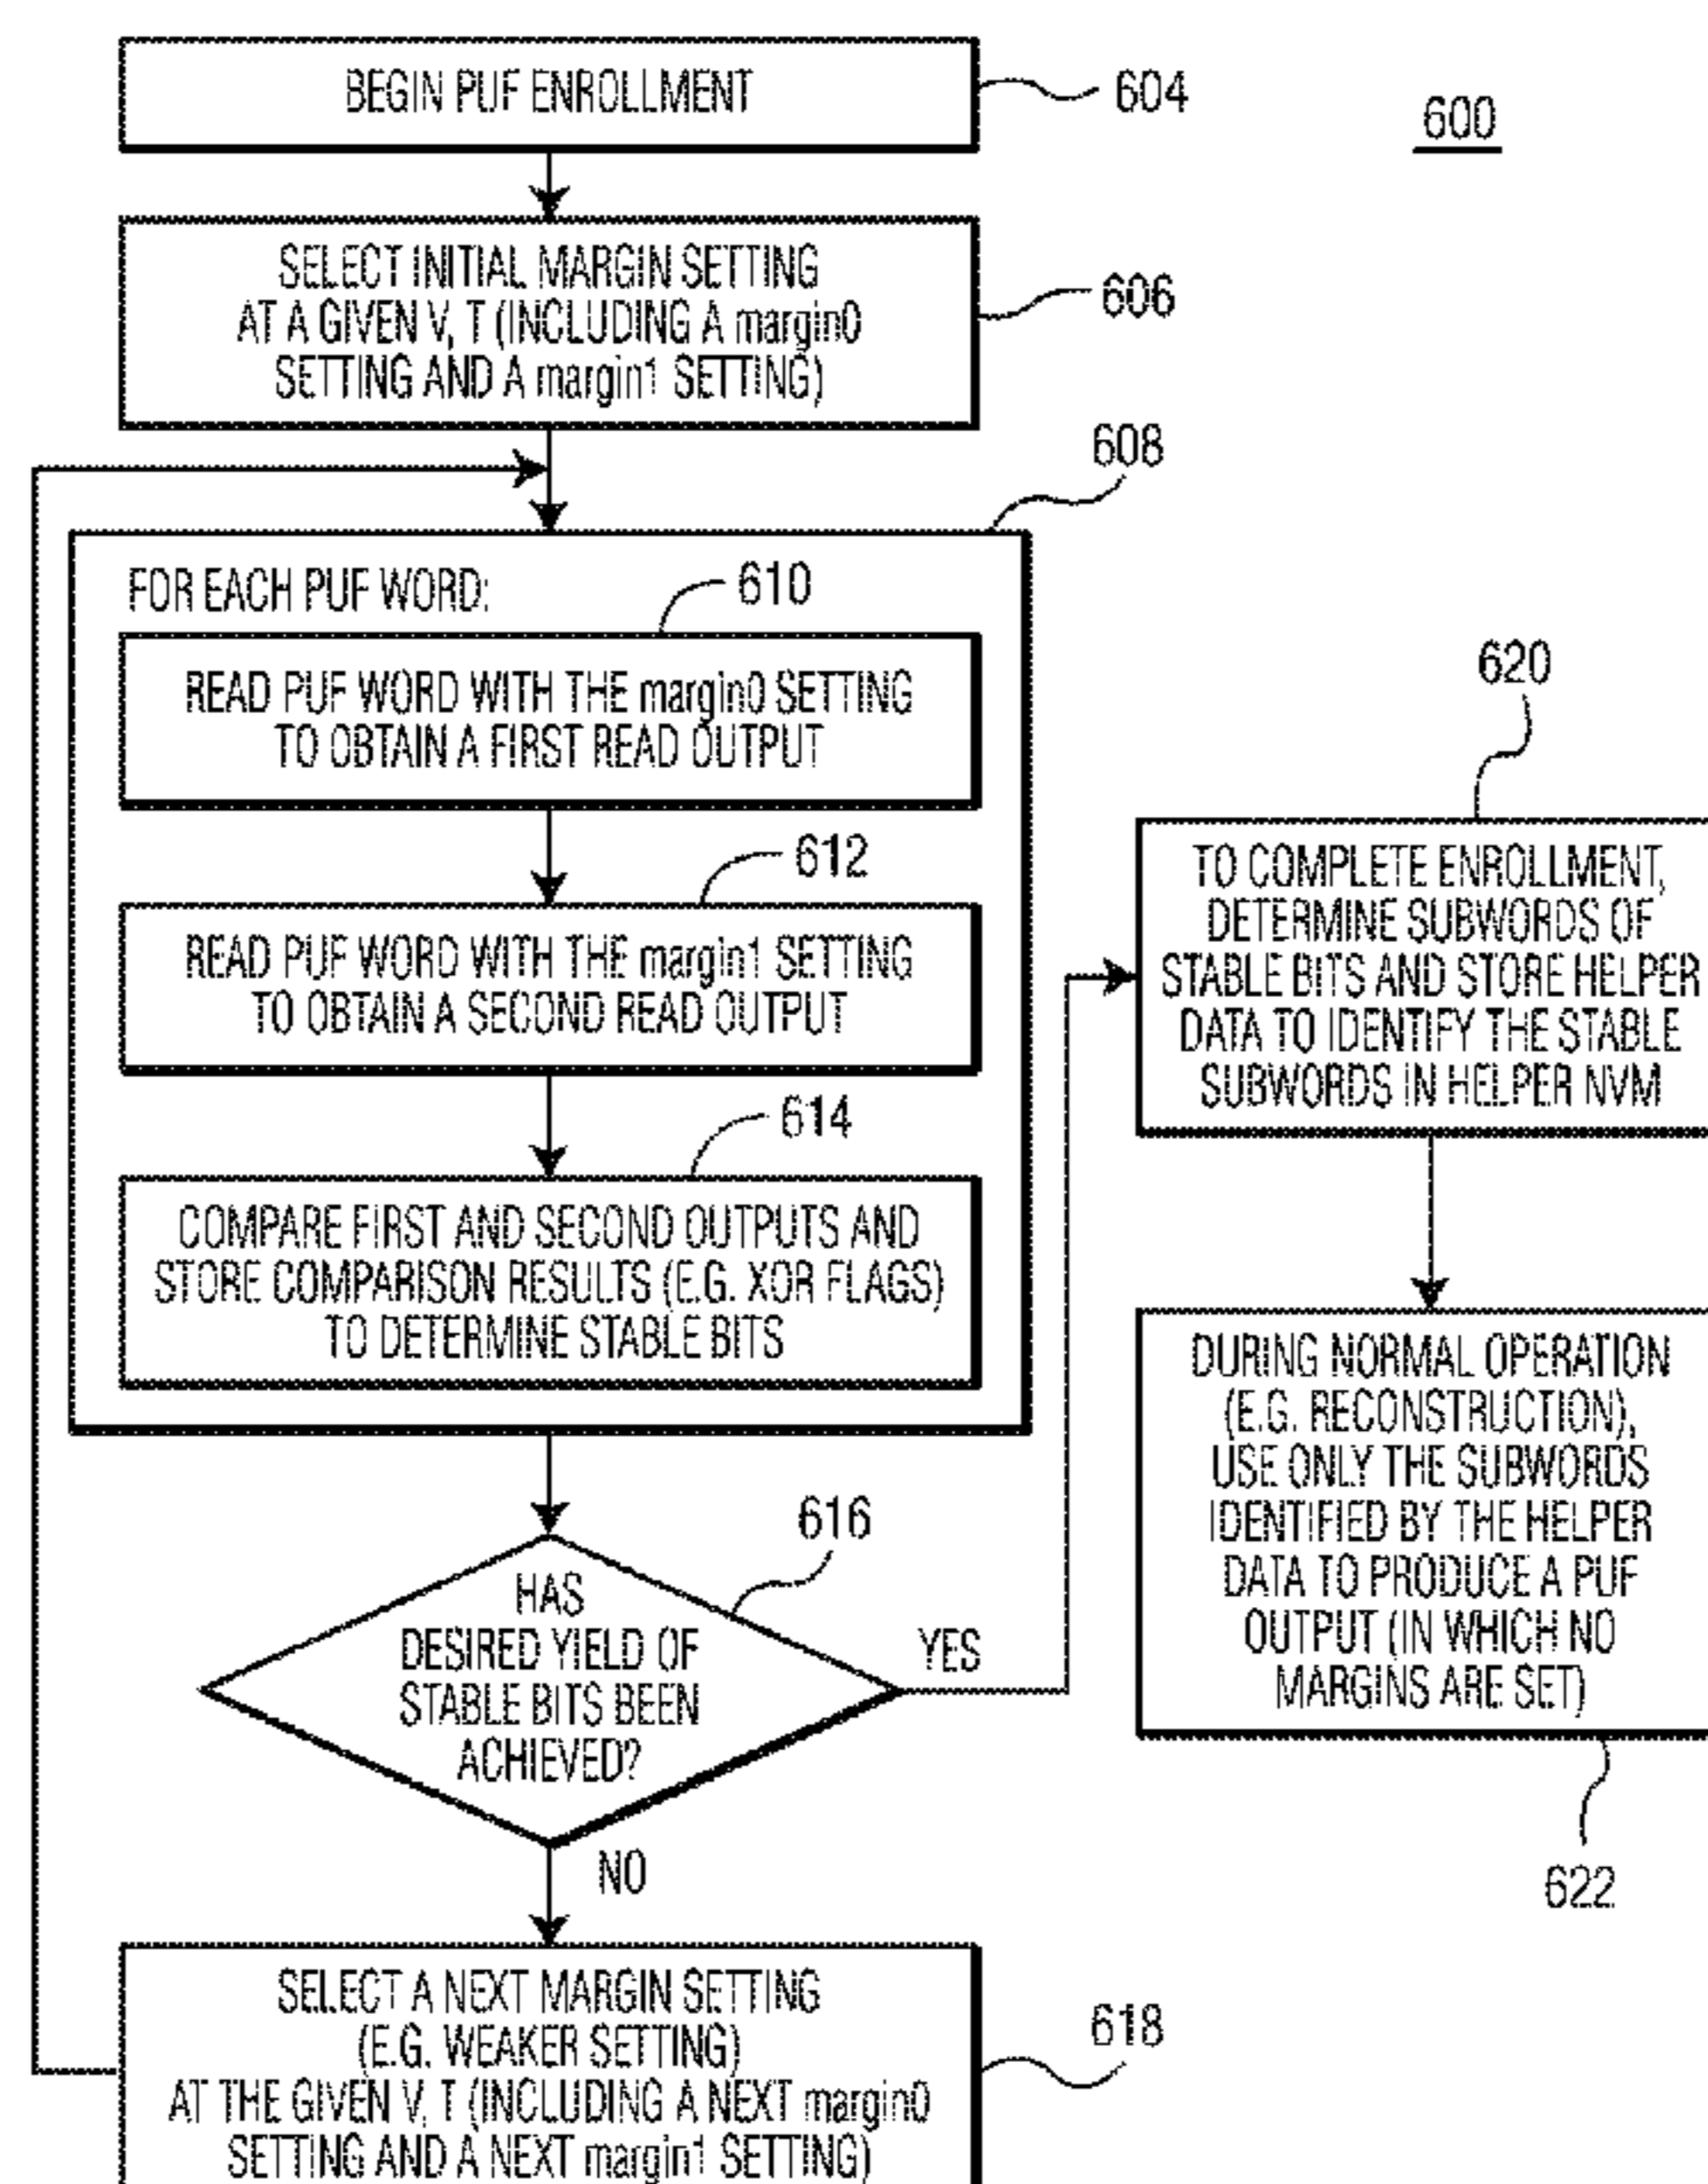 BEGIN PUF ENROLLMENT
604
600
SELECT INITIAL MARGIN SETTING
AT A GIVEN V, T (INCLUDING A margin0
SETTING AND A margin1 SETTING)
606
608
FOR EACH PUF WORD:
610
READ PUF WORD WITH THE margin0 SETTING
TO OBTAIN A FIRST READ OUTPUT
612
READ PUF WORD WITH THE margin1 SETTING
TO OBTAIN A SECOND READ OUTPUT
614
COMPARE FIRST AND SECOND OUTPUTS AND
STORE COMPARISON RESULTS (E.G. XOR FLAGS)
TO DETERMINE STABLE BITS
616
HAS
DESIRED YIELD OF
STABLE BITS BEEN
ACHIEVED?
YES
NO
SELECT A NEXT MARGIN SETTING
(E.G. WEAKER SETTING)
AT THE GIVEN V, T (INCLUDING A NEXT margin0
SETTING AND A NEXT margin1 SETTING)
618
620
TO COMPLETE ENROLLMENT,
DETERMINE SUBWORDS OF
STABLE BITS AND STORE HELPER
DATA TO IDENTIFY THE STABLE
SUBWORDS IN HELPER NVM
DURING NORMAL OPERATION
(E.G. RECONSTRUCTION),
USE ONLY THE SUBWORDS
IDENTIFIED BY THE HELPER
DATA TO PRODUCE A PUF
OUTPUT (IN WHICH NO
MARGINS ARE SET)
622